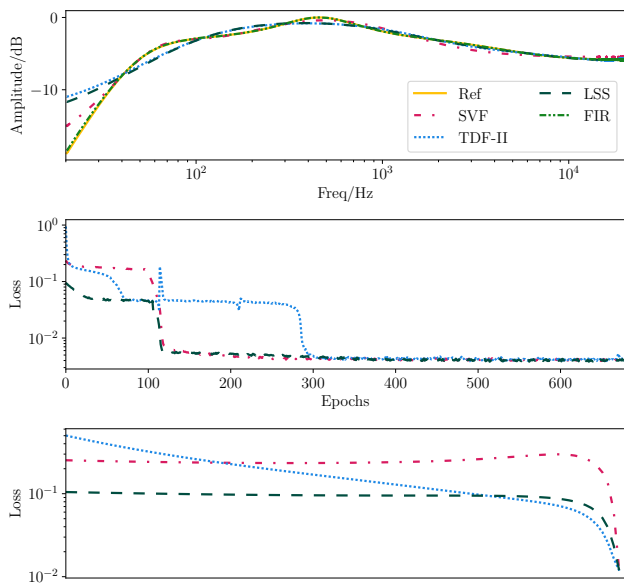 0
−10
Amplitude/dB
Ref
SVF
TDF-II
LSS
FIR
10²
10³
10⁴
Freq/Hz
10⁰
10⁻¹
10⁻²
Loss
0
100
200
300
400
500
600
Epochs
10⁻¹
10⁻²
Loss